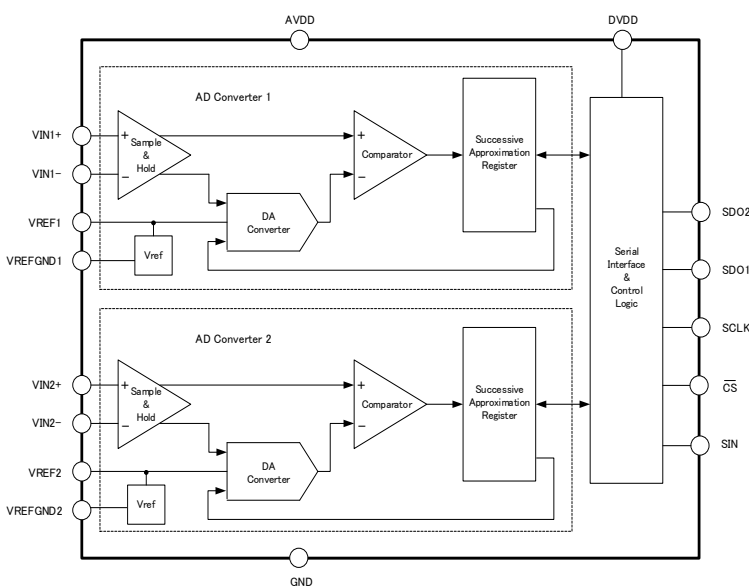 AVDD
DVDD
AD Converter 1
VIN1+
VIN1-
VREF1
VREFGND1
+
−
Sample
&
Hold
Vref
DA
Converter
+
−
Comparator
Successive
Approximation
Register
AD Converter 2
VIN2+
VIN2-
VREF2
VREFGND2
+
−
Sample
&
Hold
Vref
DA
Converter
+
−
Comparator
Successive
Approximation
Register
Serial
Interface
&
Control
Logic
SDO2
SDO1
SCLK
C̅S̅
SIN
GND